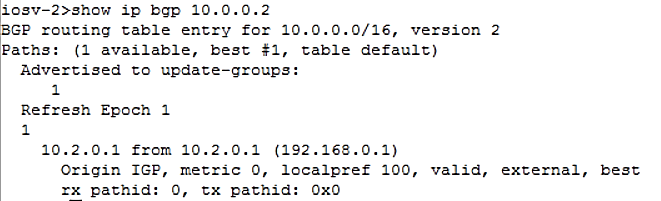 iosv-2>show ip bgp 10.0.0.2
BGP routing table entry for 10.0.0.0/16, version 2
Paths: (1 available, best #1, table default)
  Advertised to update-groups:
     1
  Refresh Epoch 1
  1
    10.2.0.1 from 10.2.0.1 (192.168.0.1)
      Origin IGP, metric 0, localpref 100, valid, external, best
      rx pathid: 0, tx pathid: 0x0